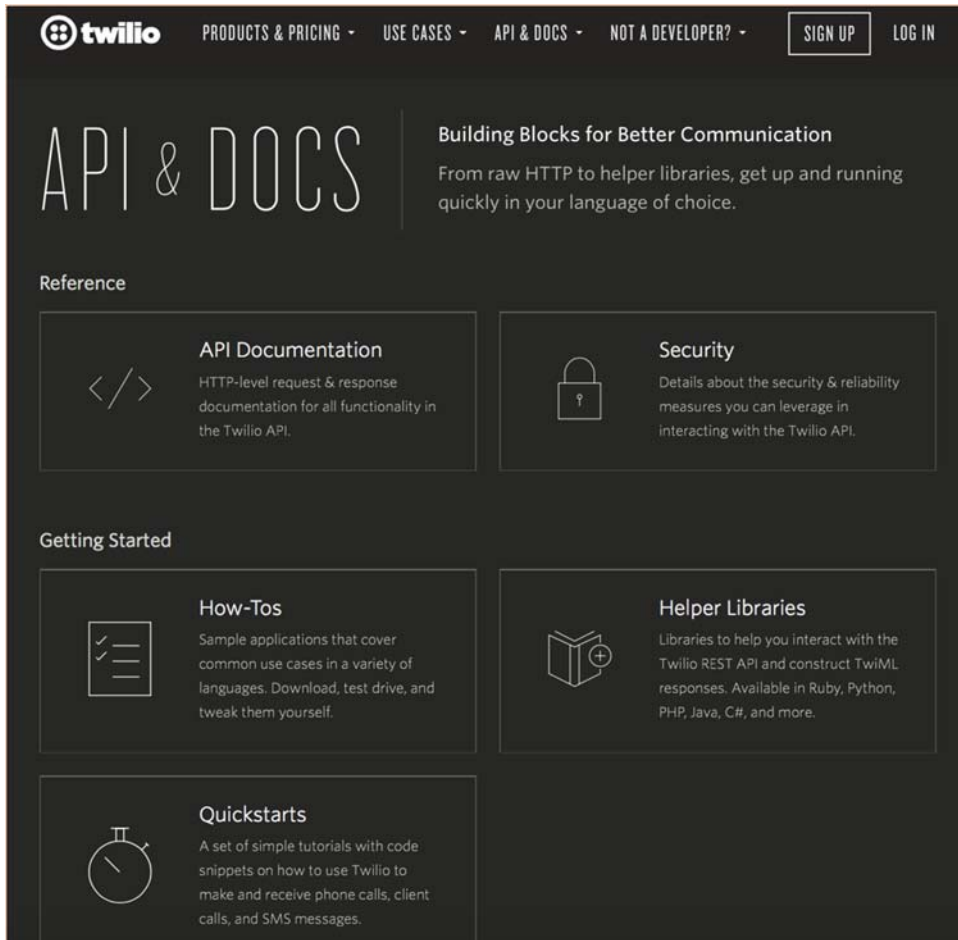 twilio PRODUCTS & PRICING USE CASES API & DOCS NOT A DEVELOPER? SIGN UP LOG IN
API & DOCS
Building Blocks for Better Communication
From raw HTTP to helper libraries, get up and running
quickly in your language of choice.
Reference
API Documentation
HTTP-level request & response
documentation for all functionality in
the Twilio API.
Security
Details about the security & reliability
measures you can leverage in
interacting with the Twilio API.
Getting Started
How-Tos
Sample applications that cover
common use cases in a variety of
languages. Download, test drive, and
tweak them yourself.
Helper Libraries
Libraries to help you interact with the
Twilio REST API and construct TwiML
responses. Available in Ruby, Python,
PHP, Java, C#, and more.
Quickstarts
A set of simple tutorials with code
snippets on how to use Twilio to
make and receive phone calls, client
calls, and SMS messages.